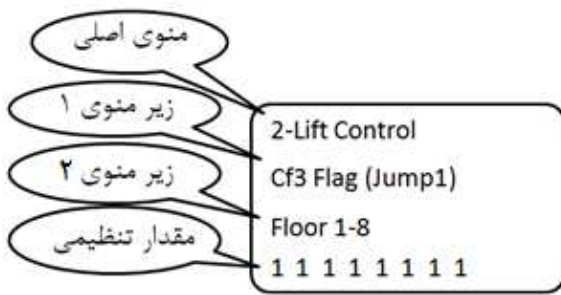 منوی اصلی
زیر منوی ۱
زیر منوی ۲
مقدار تنظیمی
2-Lift Control
Cf3 Flag (Jump1)
Floor 1-8
1 1 1 1 1 1 1 1